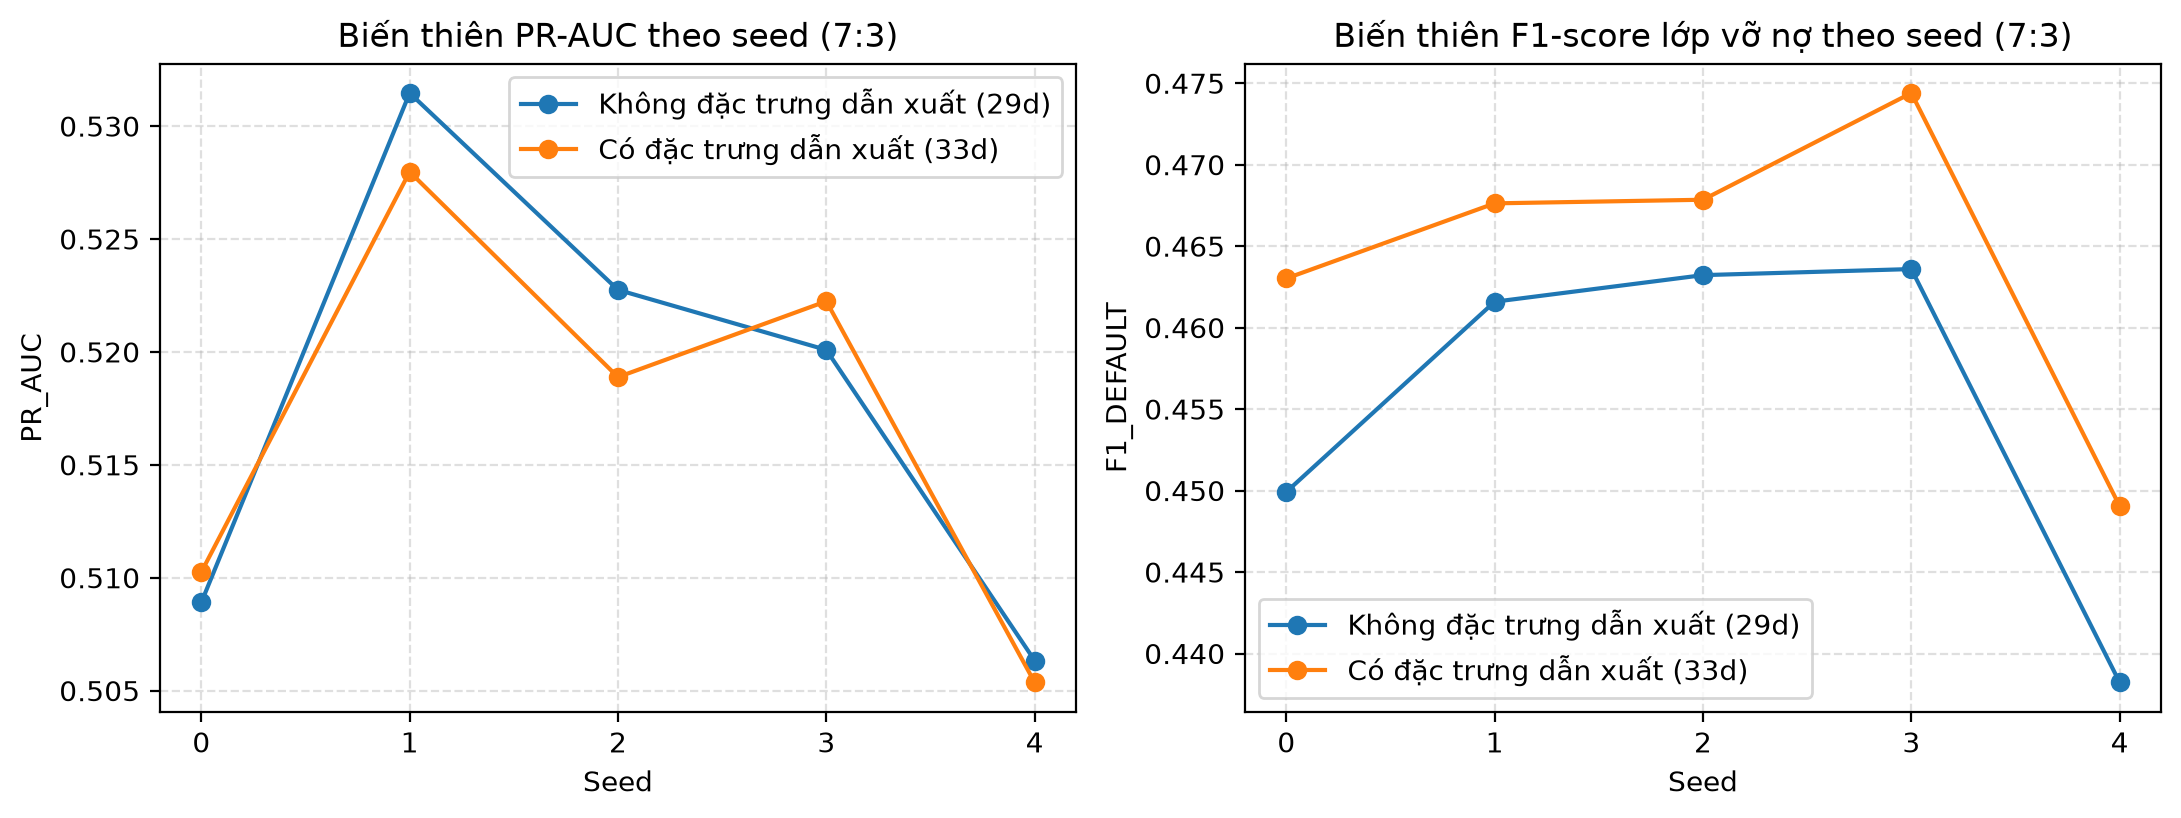 Biến thiên PR-AUC theo seed (7:3)
PR_AUC
0.530
0.525
0.520
0.515
0.510
0.505
Không đặc trưng dẫn xuất (29d)
Có đặc trưng dẫn xuất (33d)
0 1 2 3 4
Seed
Biến thiên F1-score lớp vỡ nợ theo seed (7:3)
F1_DEFAULT
0.475
0.470
0.465
0.460
0.455
0.450
0.445
0.440
Không đặc trưng dẫn xuất (29d)
Có đặc trưng dẫn xuất (33d)
0 1 2 3 4
Seed